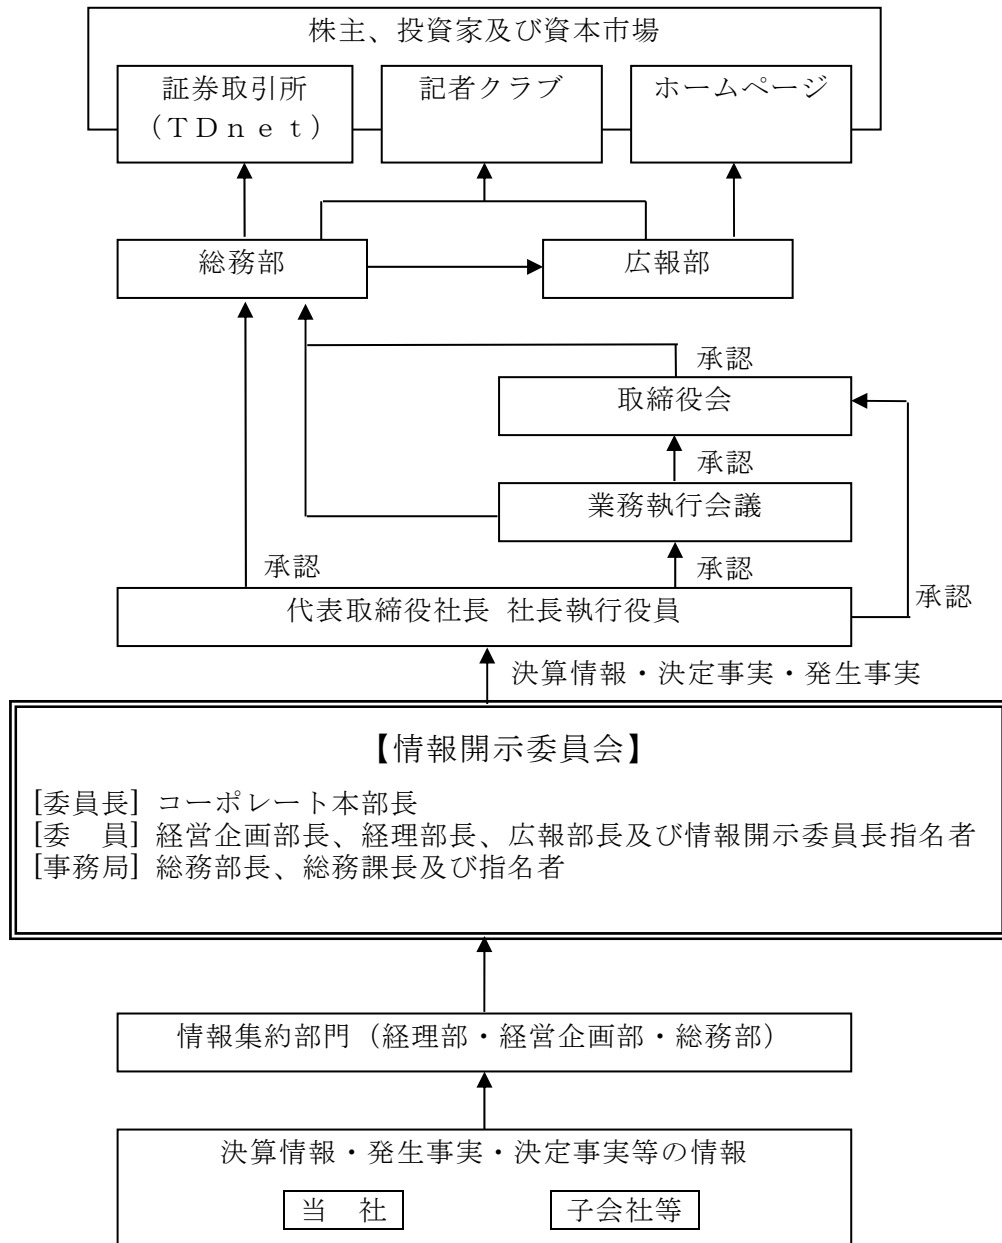 株主、投資家及び資本市場
証券取引所
（ＴＤｎｅｔ）
記者クラブ
ホームページ
総務部
広報部
承認
取締役会
承認
業務執行会議
承認
承認
承認
代表取締役社長 社長執行役員
決算情報・決定事実・発生事実
【情報開示委員会】
[委員長] コーポレート本部長
[委　員] 経営企画部長、経理部長、広報部長及び情報開示委員長指名者
[事務局] 総務部長、総務課長及び指名者
情報集約部門（経理部・経営企画部・総務部）
決算情報・発生事実・決定事実等の情報
当　社
子会社等